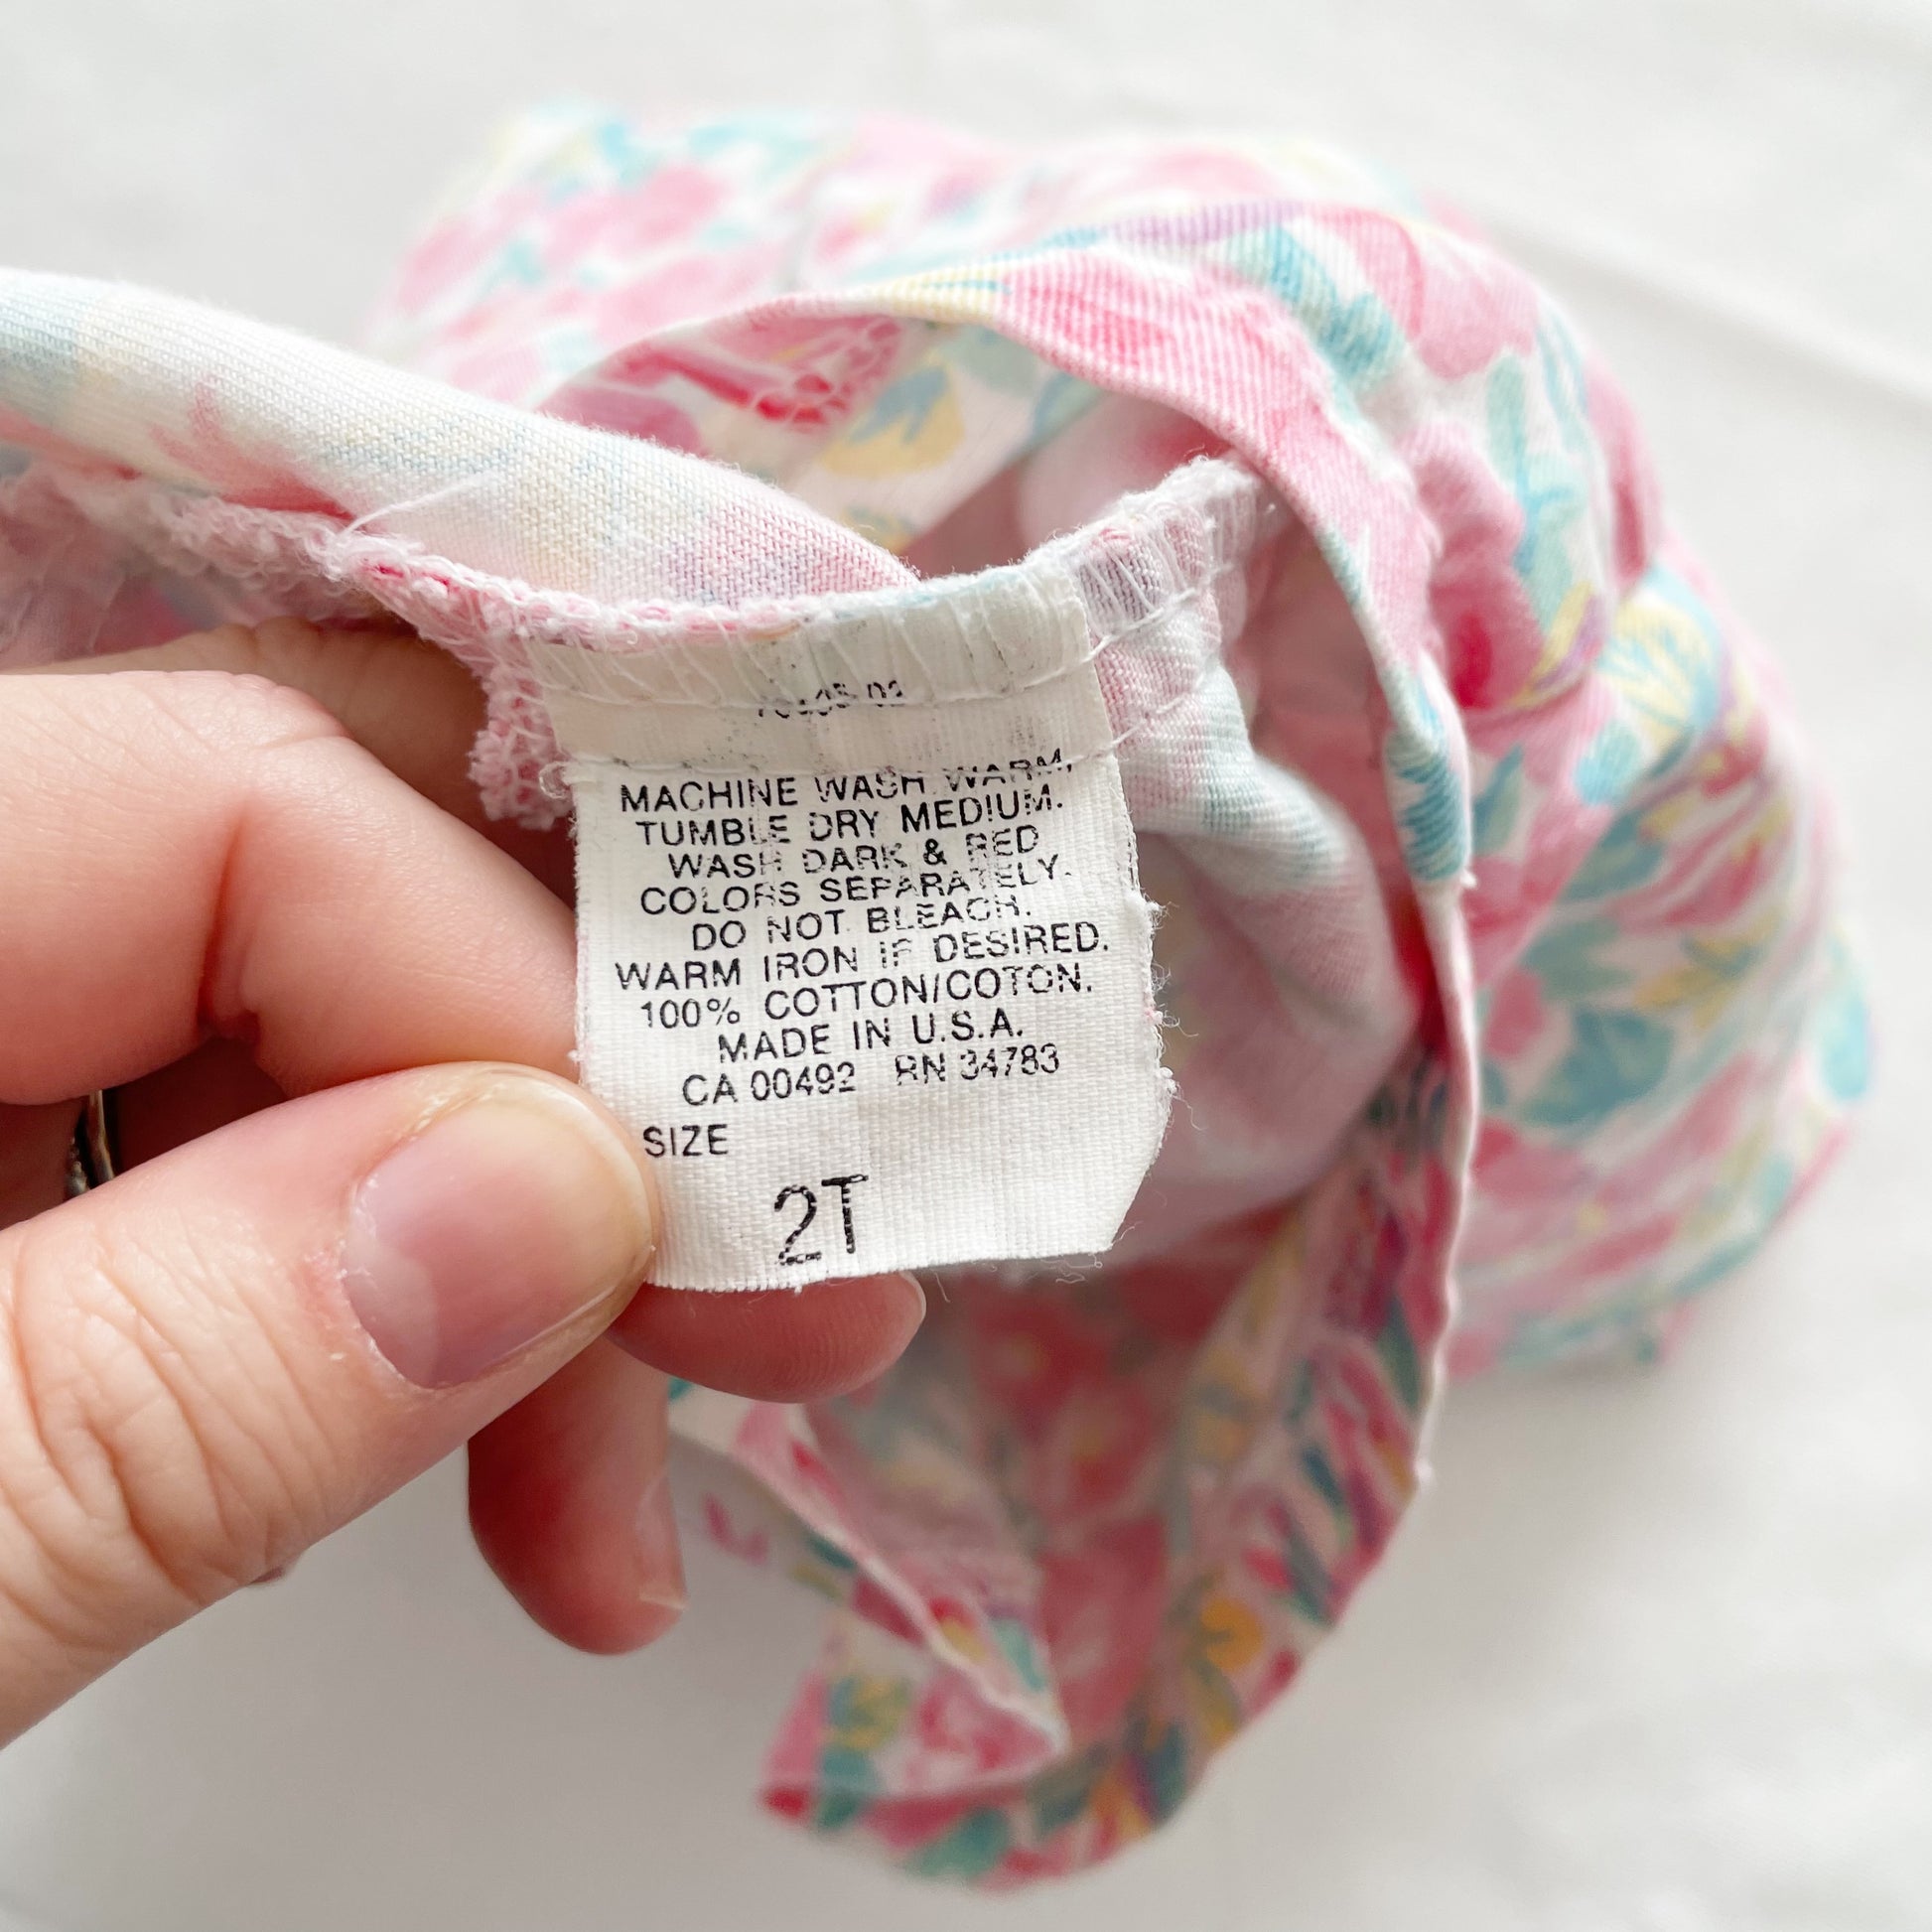 MACHINE WASH WARM,
TUMBLE DRY MEDIUM.
WASH DARK & RED
COLORS SEPARATELY.
DO NOT BLEACH.
WARM IRON IF DESIRED.
100% COTTON/COTON.
MADE IN U.S.A.
CA 00492 RN 34783
SIZE
2T